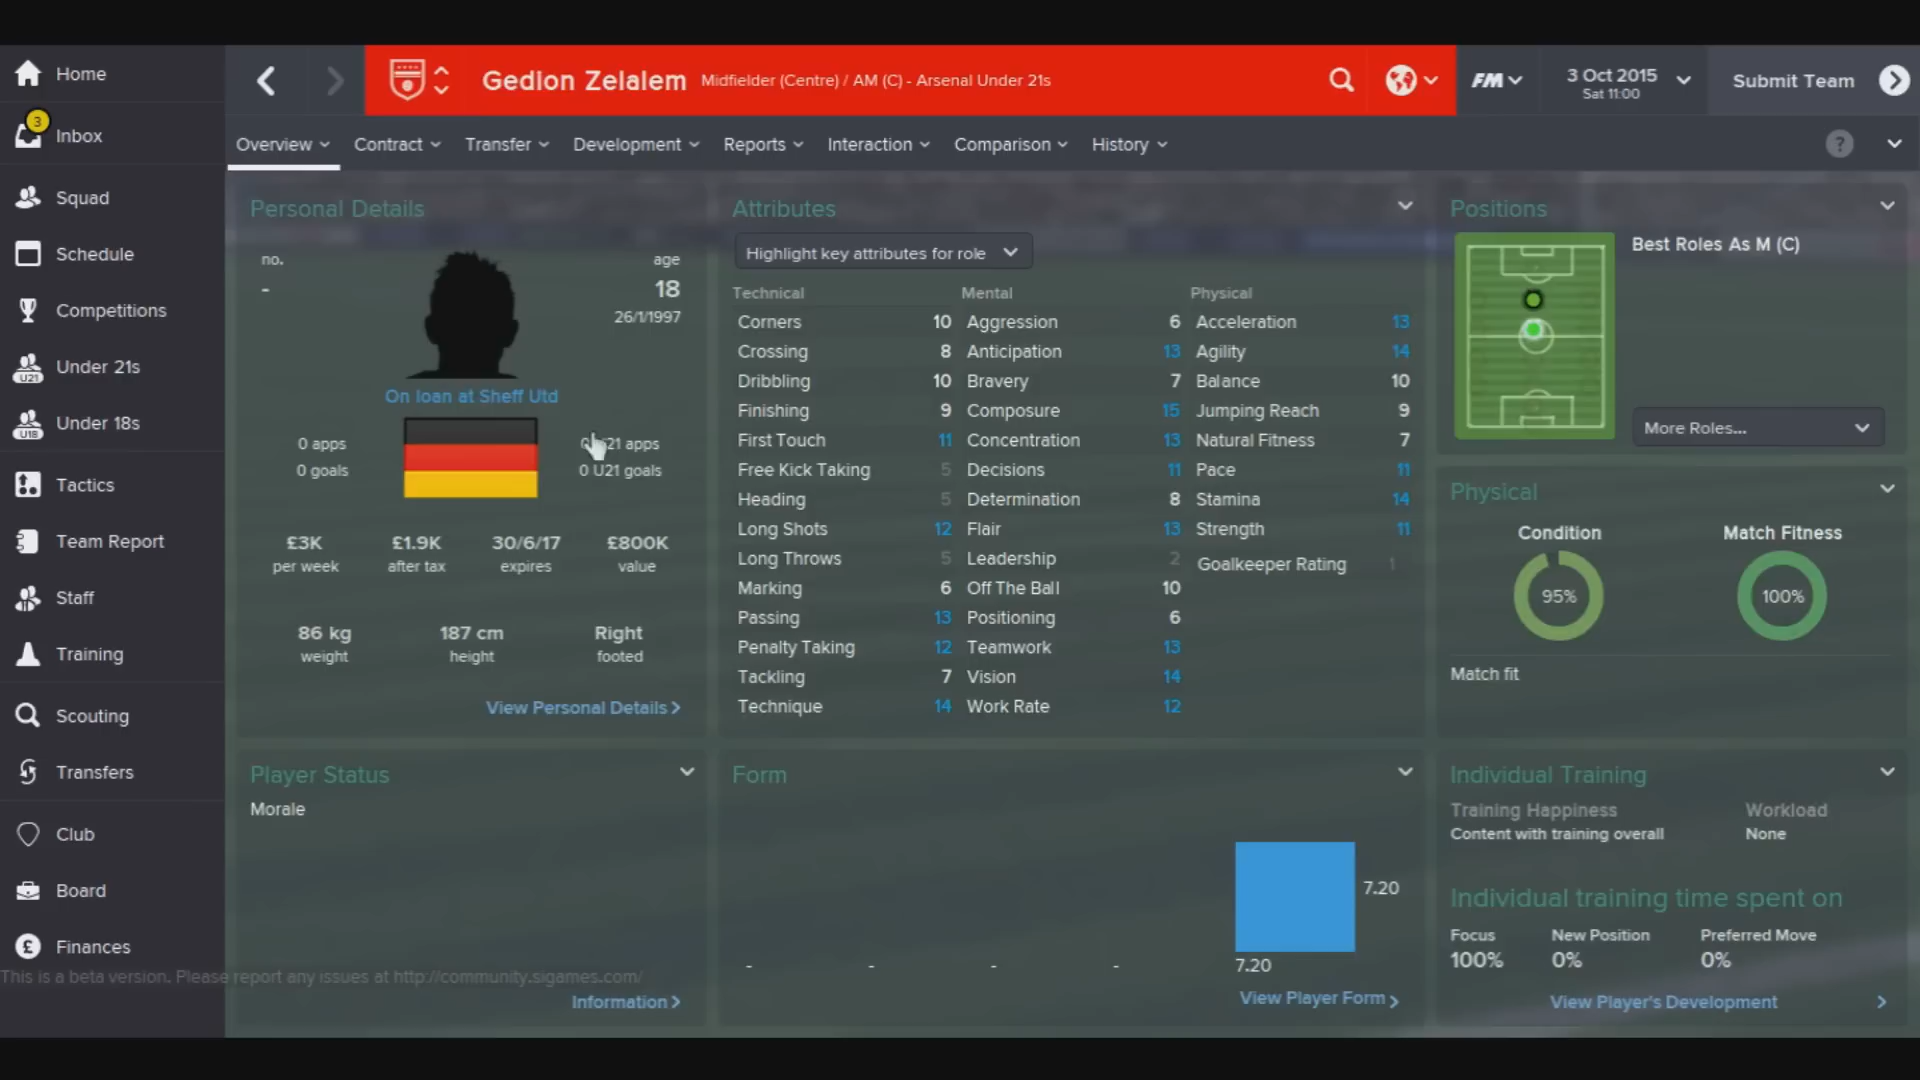 Home
Inbox
3
Squad
Schedule
Competitions
Under 21s
U21
Under 18s
U18
Tactics
Team Report
Staff
Training
Scouting
Transfers
Club
Board
Finances
This is a beta version. Please report any issues at http://community.sigames.com/
Gedion Zelalem Midfielder (Centre) / AM (C) - Arsenal Under 21s
FM
3 Oct 2015
Sat 11:00
Submit Team
Overview Contract Transfer Development Reports Interaction Comparison History
?
Personal Details
no.
-
age
18
26/1/1997
On loan at Sheff Utd
0 apps
0 goals
U21 apps
0 U21 goals
£3K £1.9K 30/6/17 £800K
per week after tax expires value
86 kg 187 cm Right
weight height footed
View Personal Details >
Attributes
Highlight key attributes for role
Technical Mental Physical
Corners 10 Aggression 6 Acceleration 13
Crossing 8 Anticipation 13 Agility 14
Dribbling 10 Bravery 7 Balance 10
Finishing 9 Composure 15 Jumping Reach 9
First Touch 11 Concentration 13 Natural Fitness 7
Free Kick Taking 5 Decisions 11 Pace 11
Heading 5 Determination 8 Stamina 14
Long Shots 12 Flair 13 Strength 11
Long Throws 5 Leadership 2 Goalkeeper Rating 1
Marking 6 Off The Ball 10
Passing 13 Positioning 6
Penalty Taking 12 Teamwork 13
Tackling 7 Vision 14
Technique 14 Work Rate 12
Positions
Best Roles As M (C)
More Roles...
Physical
Condition Match Fitness
95% 100%
Match fit
Player Status
Morale
Information >
Form
7.20
- - - - 7.20
View Player Form >
Individual Training
Training Happiness Workload
Content with training overall None
Individual training time spent on
Focus New Position Preferred Move
100% 0% 0%
View Player's Development >